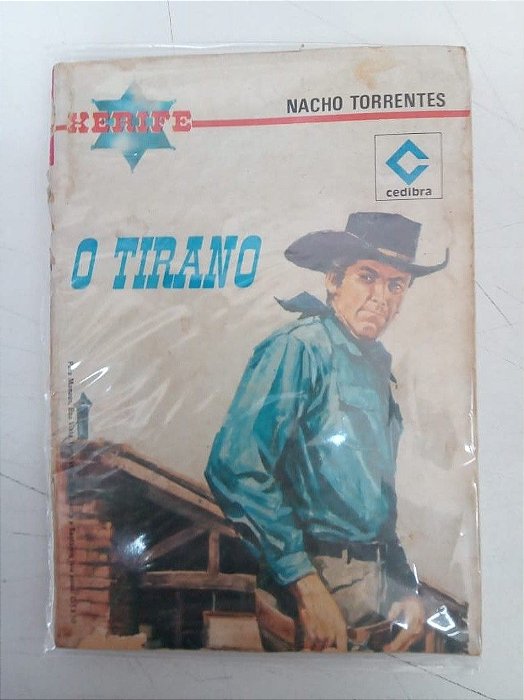 XERIFE
NACHO TORRENTES
cedibra
O TIRANO